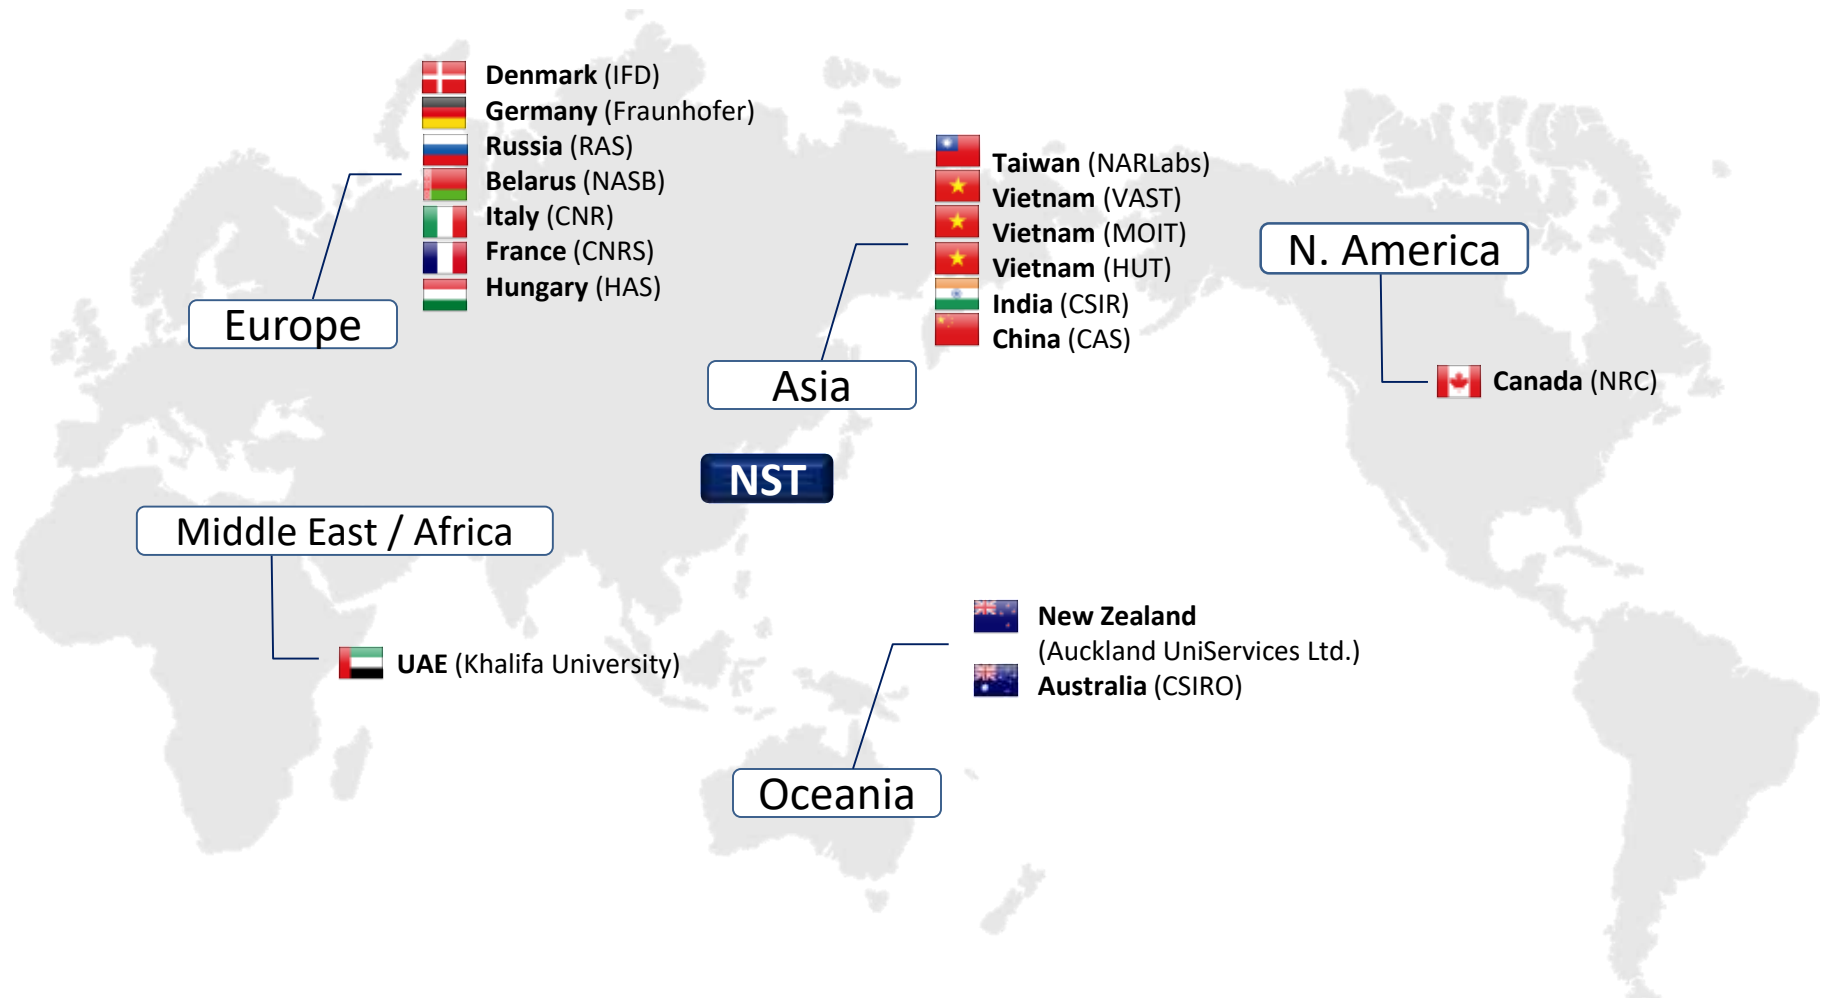 Denmark (IFD)
Germany (Fraunhofer)
Russia (RAS)
Belarus (NASB)
Italy (CNR)
France (CNRS)
Hungary (HAS)
Europe
Taiwan (NARLabs)
Vietnam (VAST)
Vietnam (MOIT)
Vietnam (HUT)
India (CSIR)
China (CAS)
Asia
N. America
Canada (NRC)
NST
Middle East / Africa
UAE (Khalifa University)
New Zealand
(Auckland UniServices Ltd.)
Australia (CSIRO)
Oceania